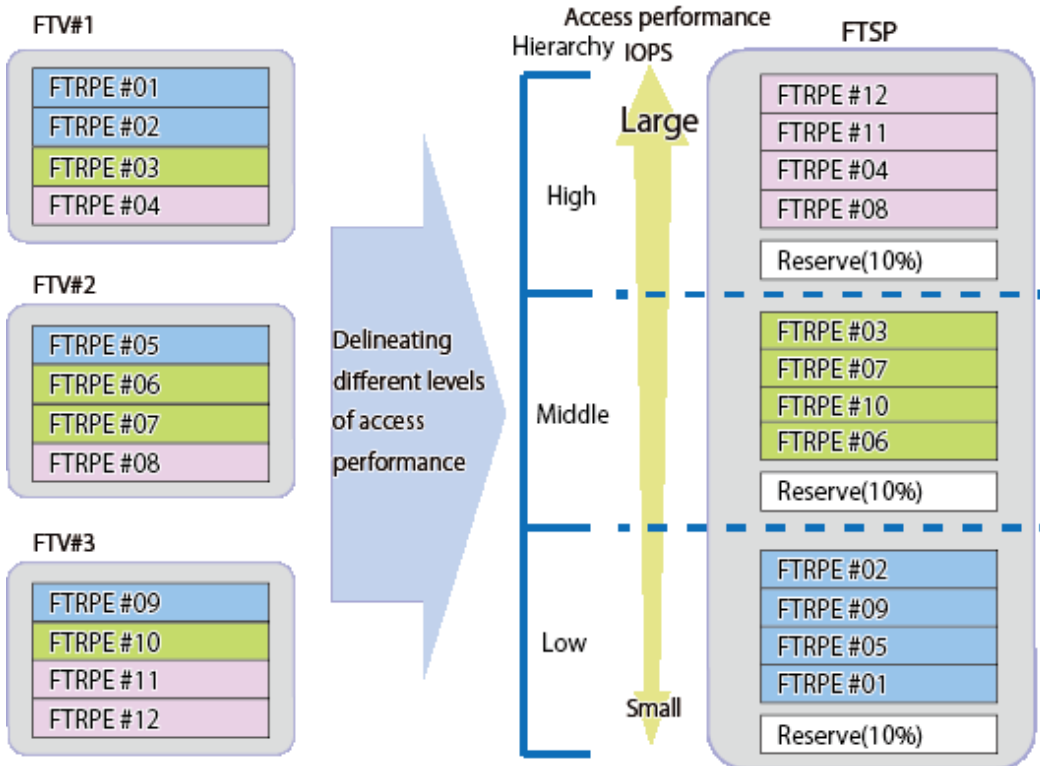 FTV#1
FTRPE #01
FTRPE #02
FTRPE #03
FTRPE #04
FTV#2
FTRPE #05
FTRPE #06
FTRPE #07
FTRPE #08
FTV#3
FTRPE #09
FTRPE #10
FTRPE #11
FTRPE #12
Delineating
different levels
of access
performance
Access performance
Hierarchy
IOPS
Large
High
Middle
Low
Small
FTSP
FTRPE #12
FTRPE #11
FTRPE #04
FTRPE #08
Reserve(10%)
FTRPE #03
FTRPE #07
FTRPE #10
FTRPE #06
Reserve(10%)
FTRPE #02
FTRPE #09
FTRPE #05
FTRPE #01
Reserve(10%)